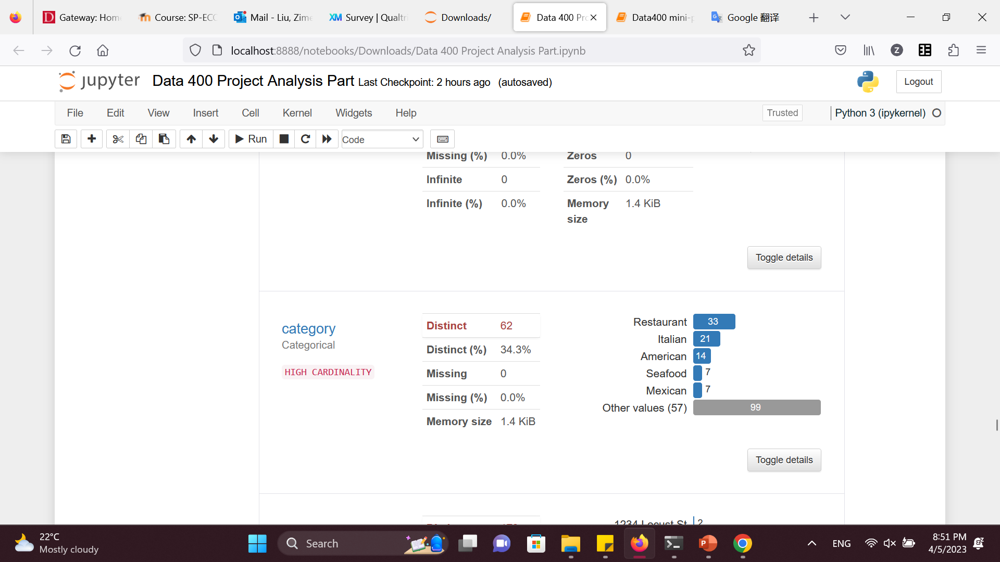 Gateway: Hom
Course: SP-ECC
Mail - Liu, Zime
XM Survey | Qualtri
Downloads/
Data 400 Pro
Data400 mini-p
Google 翻译
localhost:8888/notebooks/Downloads/Data 400 Project Analysis Part.ipynb
Z
jupyter Data 400 Project Analysis Part Last Checkpoint: 2 hours ago (autosaved)
Logout
File Edit View Insert Cell Kernel Widgets Help
Trusted
Python 3 (ipykernel)
Run
Code
Missing (%) 0.0%
Zeros 0
Infinite 0
Zeros (%) 0.0%
Infinite (%) 0.0%
Memory size 1.4 KiB
Toggle details
category
Categorical
HIGH CARDINALITY
Distinct 62
Distinct (%) 34.3%
Missing 0
Missing (%) 0.0%
Memory size 1.4 KiB
Restaurant 33
Italian 21
American 14
Seafood 7
Mexican 7
Other values (57) 99
Toggle details
1234 Locust St 2
22°C
Mostly cloudy
Search
ENG
8:51 PM
4/5/2023